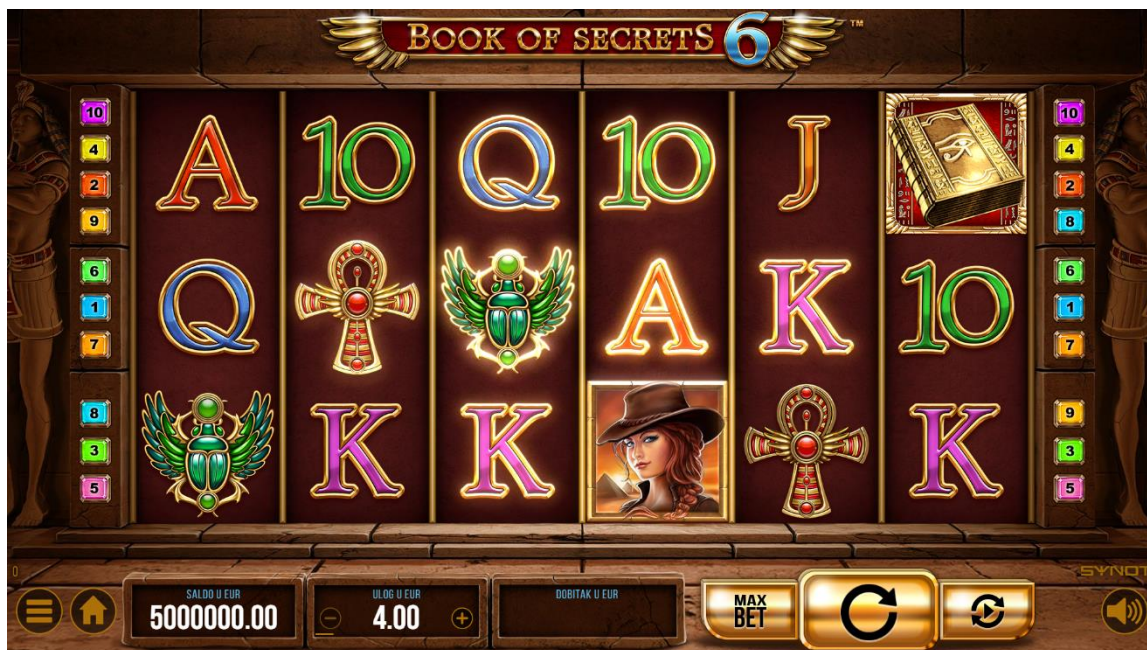 BOOK OF SECRETS 6 ™
10 A 10 Q 10 J 10
4 4
2 2
9 8
6 Q A K 10 6
1 1
7 7
8 K K K 9
3 3
5 5
0 SYNOT
SALDO U EUR ULOG U EUR DOBITAK U EUR
5000000.00 4.00 MAX
BET